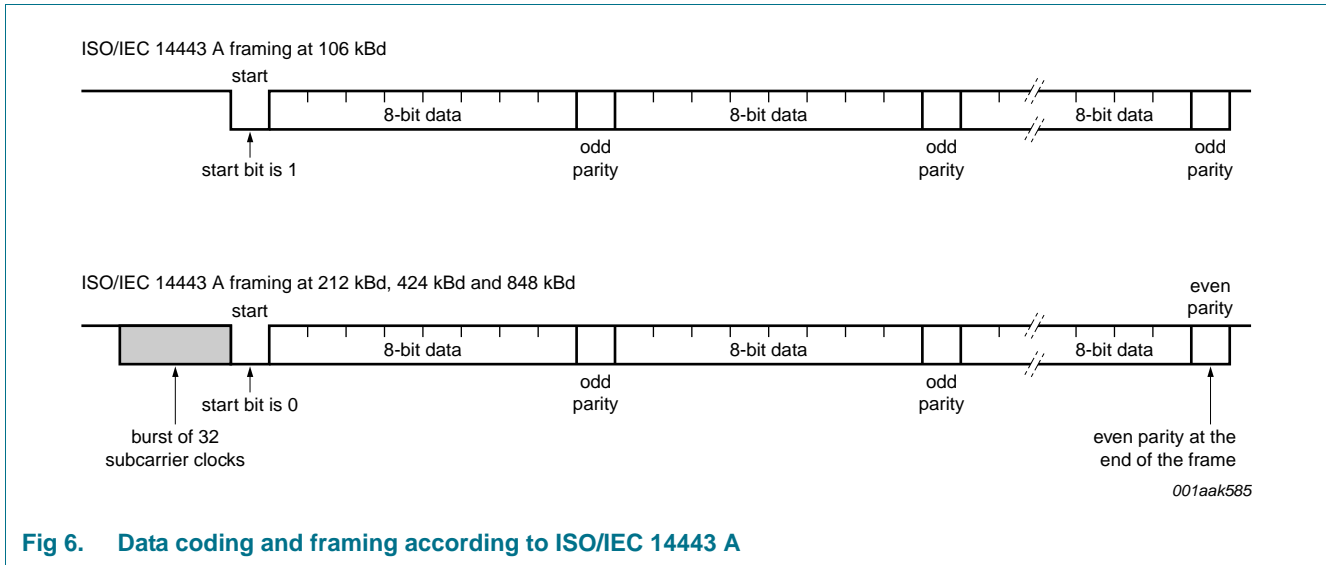 ISO/IEC 14443 A framing at 106 kBd
start
8-bit data
8-bit data
8-bit data
start bit is 1
odd
parity
odd
parity
odd
parity
ISO/IEC 14443 A framing at 212 kBd, 424 kBd and 848 kBd
start
even
parity
8-bit data
8-bit data
8-bit data
start bit is 0
odd
parity
odd
parity
burst of 32
subcarrier clocks
even parity at the
end of the frame
001aak585
Fig 6. Data coding and framing according to ISO/IEC 14443 A